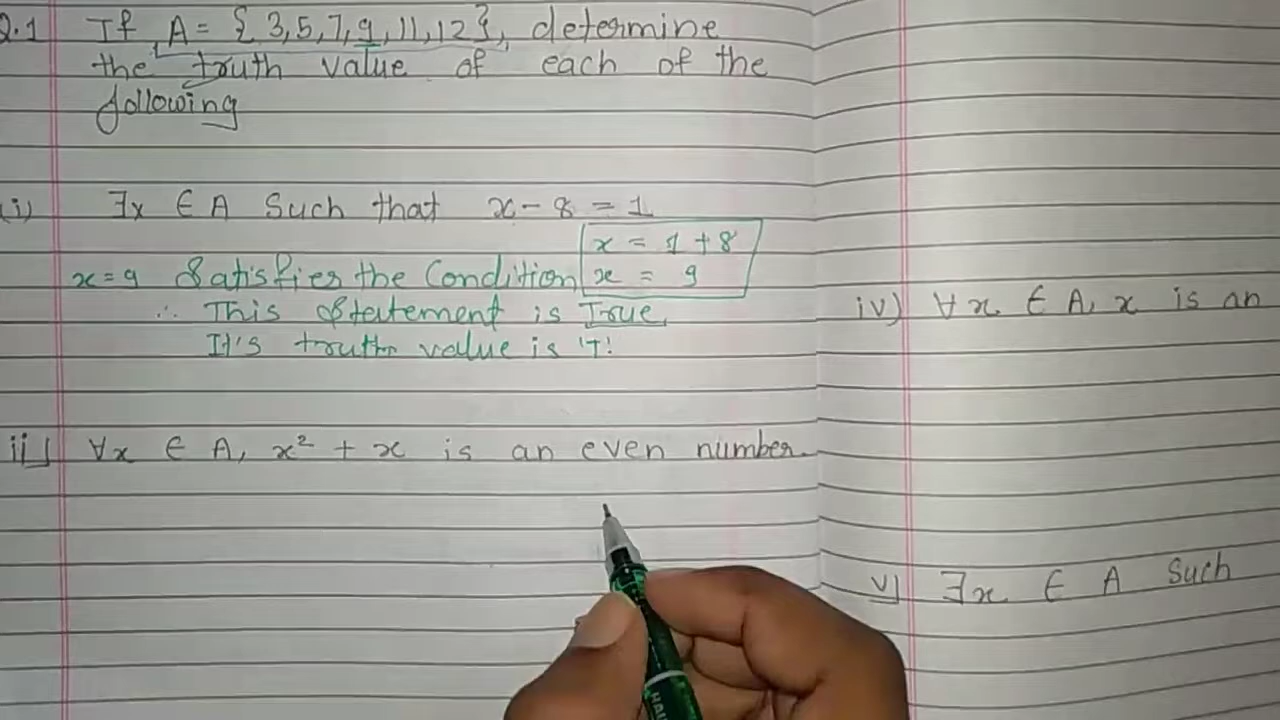 Q.1 If A = {3,5,7,9,11,12}, determine
the truth value of each of the
following
(i) ∃x ∈ A Such that x - 8 = 1
x = 1 + 8
x=9 Satisfies the Condition x = 9
∴ This Statement is True.
It's truth value is 'T'.
ii) ∀x ∈ A, x² + x is an even number.
iv) ∀x ∈ A, x is an
v) ∃x ∈ A Such